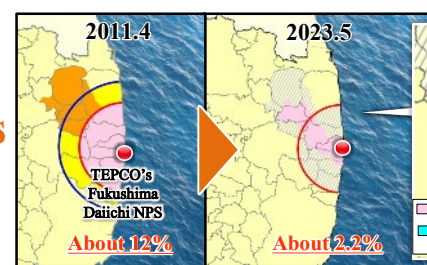 2011.4
2023.5
S
TEPCO's
Fukushima
Daiichi NPS
About 12%
About 2.2%